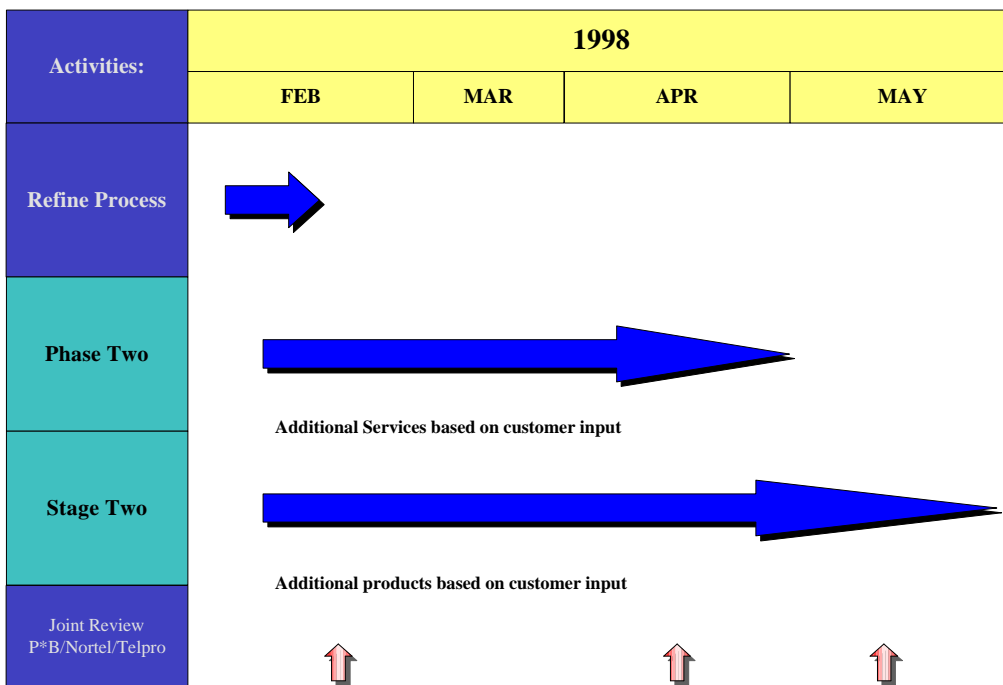 Activities:
1998
FEB
MAR
APR
MAY
Refine Process
Phase Two
Additional Services based on customer input
Stage Two
Additional products based on customer input
Joint Review
P*B/Nortel/Telpro